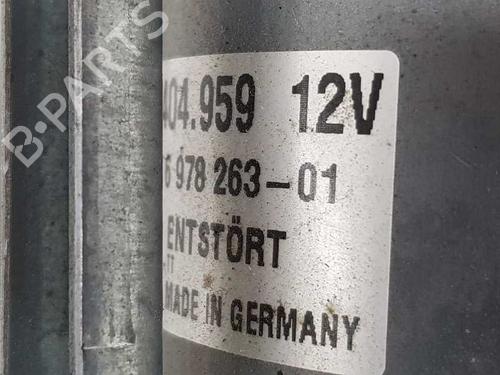 B-PARTS
404.959 12V
6 978 263-01
ENTSTÖRT
MADE IN GERMANY